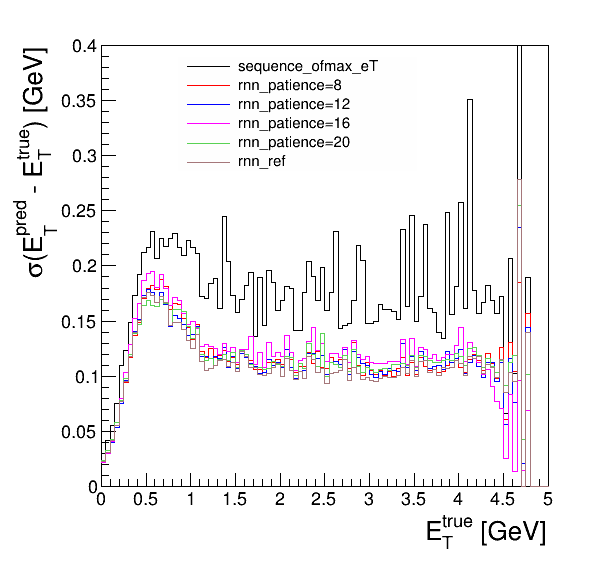 σ(E_T^pred - E_T^true) [GeV]
0.4
0.35
0.3
0.25
0.2
0.15
0.1
0.05
0
sequence_ofmax_eT
rnn_patience=8
rnn_patience=12
rnn_patience=16
rnn_patience=20
rnn_ref
0 0.5 1 1.5 2 2.5 3 3.5 4 4.5 5
E_T^true [GeV]